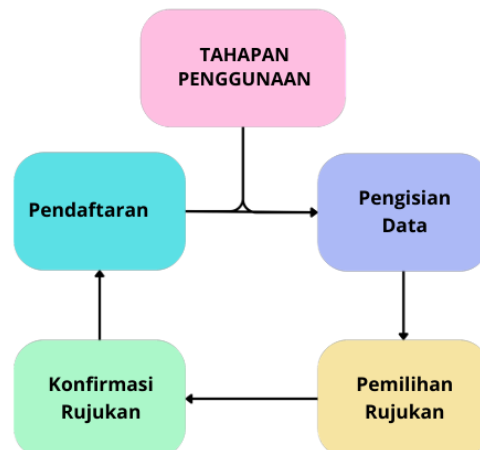 TAHAPAN
PENGGUNAAN
Pendaftaran
Pengisian
Data
Konfirmasi
Rujukan
Pemilihan
Rujukan